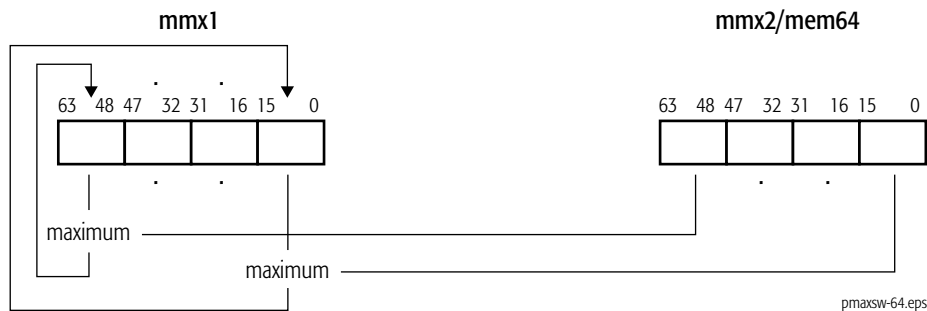 mmx1 mmx2/mem64
. .
63 48 47 32 31 16 15 0 63 48 47 32 31 16 15 0
. . . .
maximum
maximum
pmaxsw-64.eps